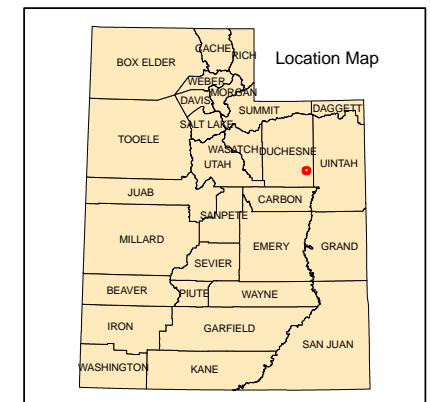 Location Map
BOX ELDER
CACHE
RICH
WEBER
MORGAN
DAVIS
SUMMIT
DAGGETT
SALT LAKE
TOOELE
WASATCH
DUCHESNE
UINTAH
UTAH
JUAB
CARBON
SANPETE
MILLARD
EMERY
GRAND
SEVIER
BEAVER
PIUTE
WAYNE
IRON
GARFIELD
SAN JUAN
WASHINGTON
KANE